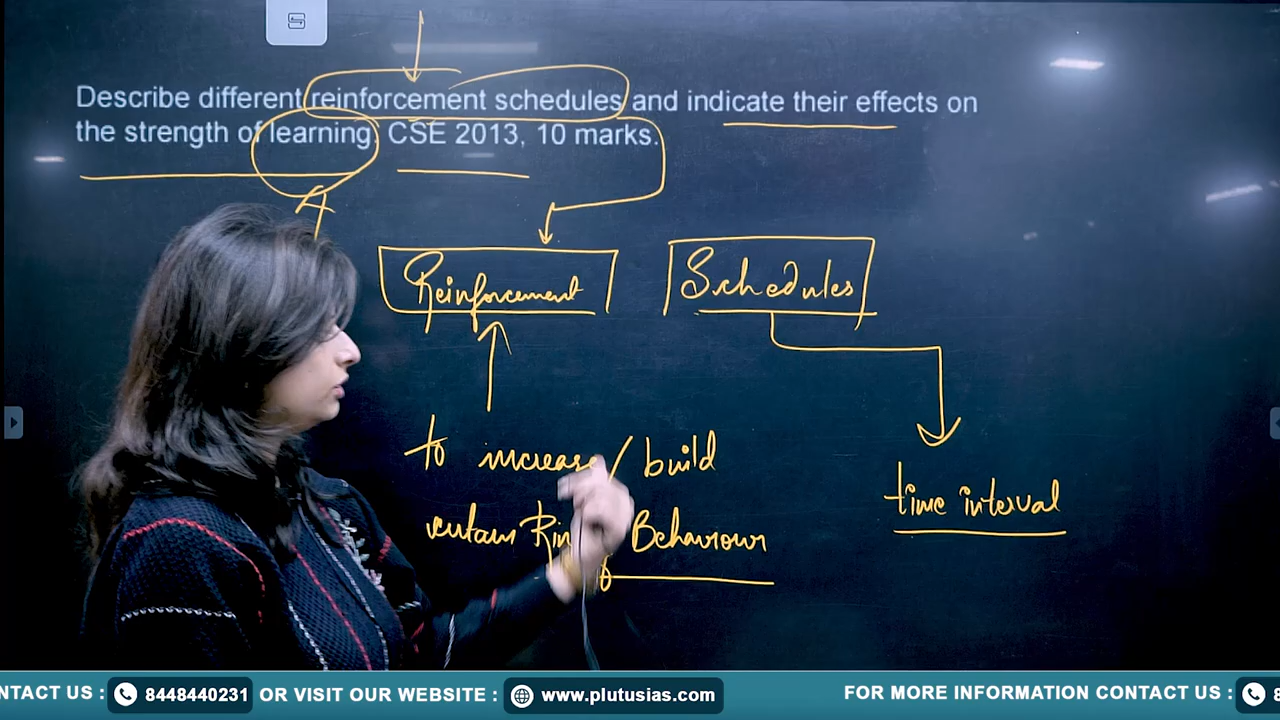 Describe different reinforcement schedules and indicate their effects on
the strength of learning. CSE 2013, 10 marks.
Reinforcement
Schedules
to increase/ build
Behaviour
time interval
NTACT US : 8448440231 OR VISIT OUR WEBSITE : www.plutusias.com FOR MORE INFORMATION CONTACT US : 8